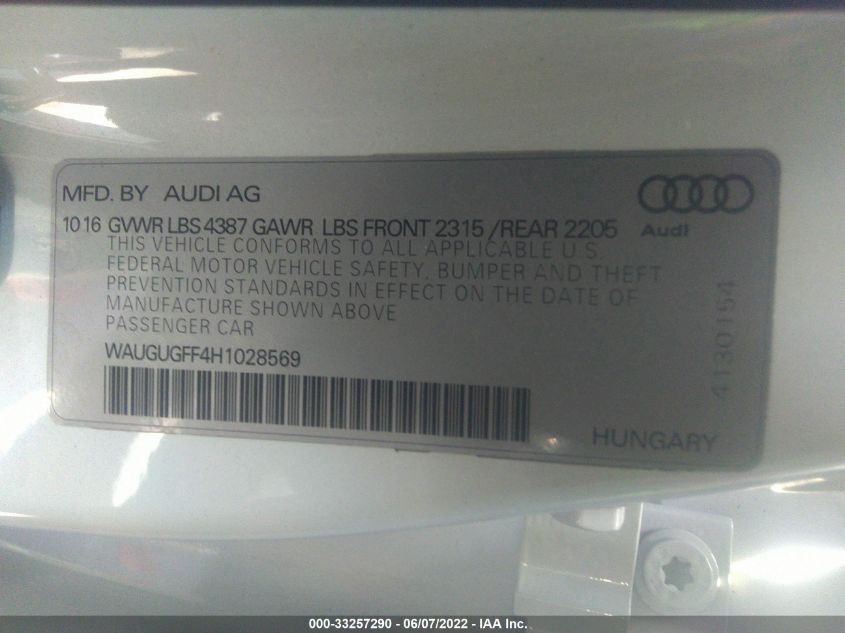 MFD. BY AUDI AG
10 16 GVWR LBS 4387 GAWR LBS FRONT 2315 /REAR 2205
Audi
THIS VEHICLE CONFORMS TO ALL APPLICABLE U.S.
FEDERAL MOTOR VEHICLE SAFETY, BUMPER AND THEFT
PREVENTION STANDARDS IN EFFECT ON THE DATE OF
MANUFACTURE SHOWN ABOVE
PASSENGER CAR
WAUGUGFF4H1028569
4130154
HUNGARY
000-33257290 - 06/07/2022 - IAA Inc.